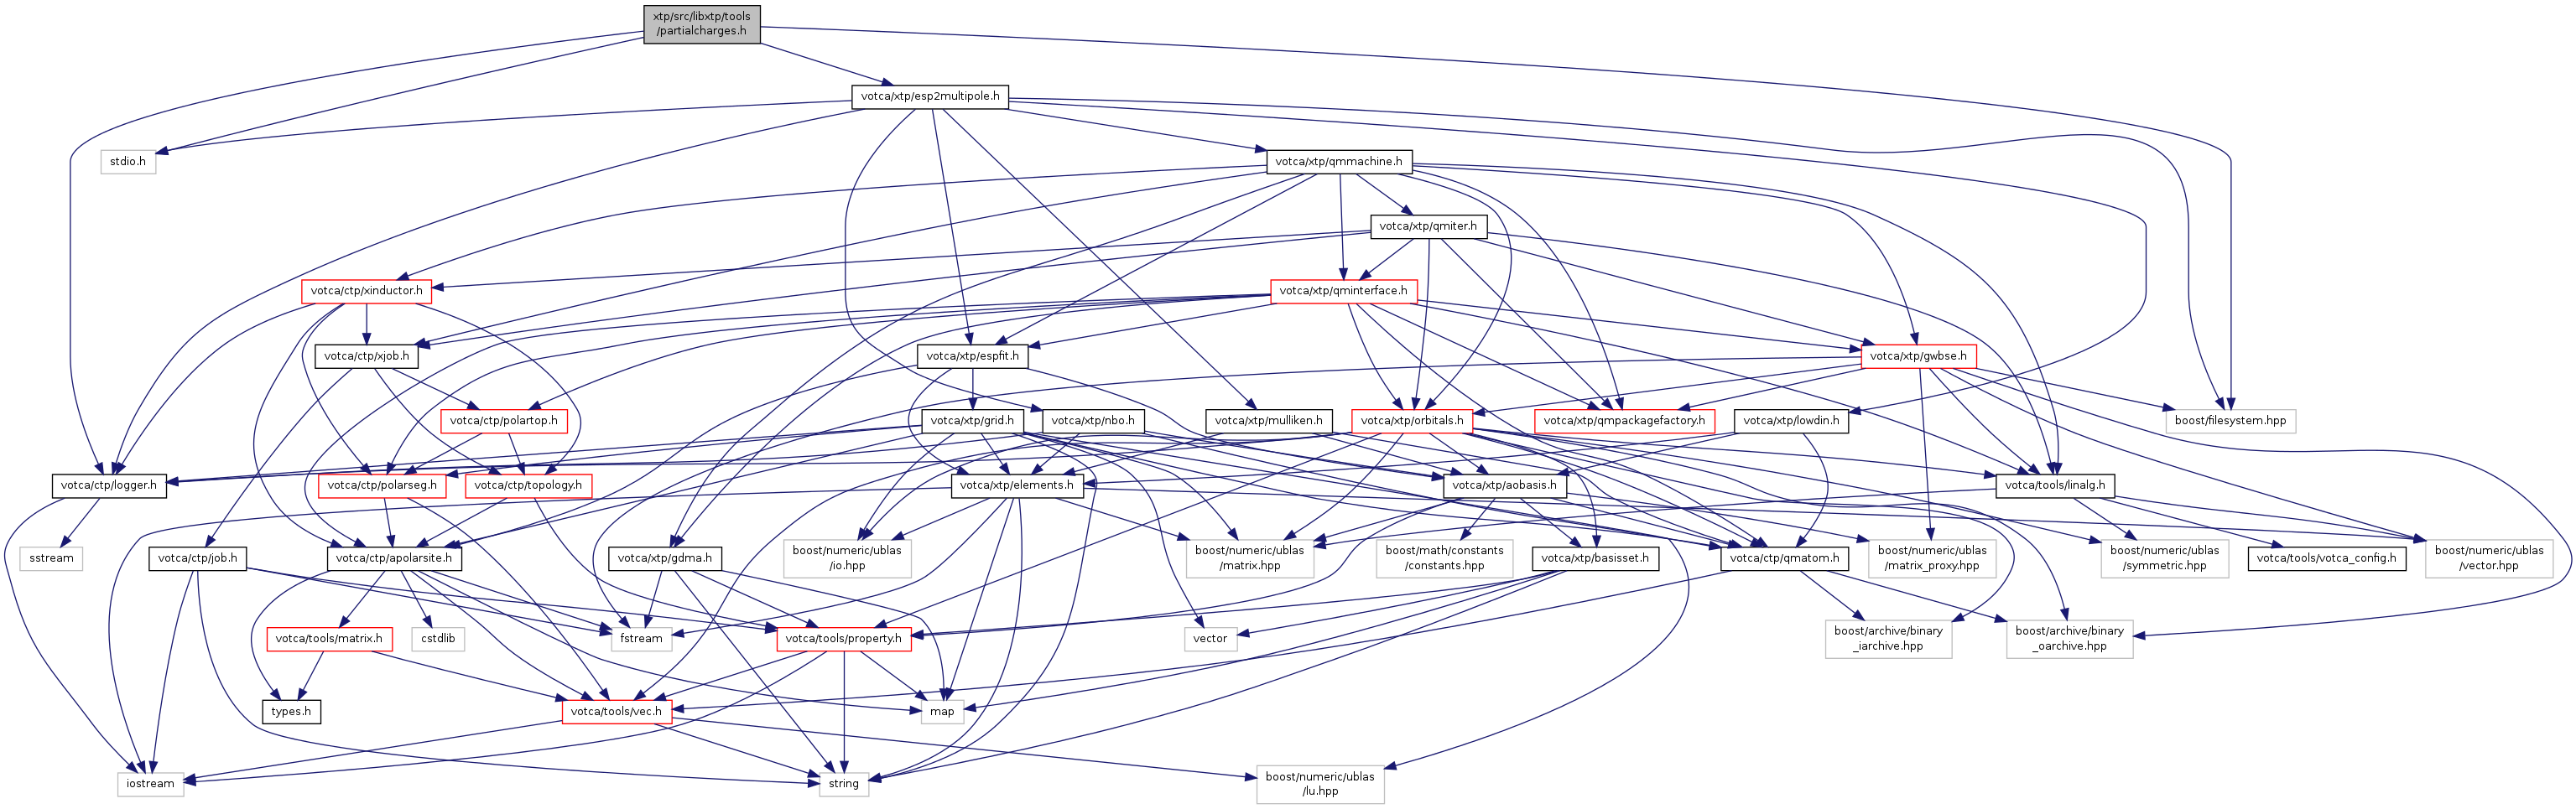 xtp/src/libxtp/tools
/partialcharges.h
votca/xtp/esp2multipole.h
stdio.h
votca/xtp/qmmachine.h
votca/xtp/qmiter.h
votca/ctp/xinductor.h
votca/xtp/qminterface.h
votca/ctp/xjob.h
votca/xtp/espfit.h
votca/xtp/gwbse.h
votca/ctp/polartop.h
votca/xtp/grid.h
votca/xtp/nbo.h
votca/xtp/mulliken.h
votca/xtp/orbitals.h
votca/xtp/qmpackagefactory.h
votca/xtp/lowdin.h
boost/filesystem.hpp
votca/ctp/logger.h
votca/ctp/polarseg.h
votca/ctp/topology.h
votca/xtp/elements.h
votca/xtp/aobasis.h
votca/tools/linalg.h
sstream
votca/ctp/job.h
votca/ctp/apolarsite.h
votca/xtp/gdma.h
boost/numeric/ublas
/io.hpp
boost/numeric/ublas
/matrix.hpp
boost/math/constants
/constants.hpp
votca/xtp/basisset.h
votca/ctp/qmatom.h
boost/numeric/ublas
/matrix_proxy.hpp
boost/numeric/ublas
/symmetric.hpp
votca/tools/votca_config.h
boost/numeric/ublas
/vector.hpp
votca/tools/matrix.h
cstdlib
fstream
votca/tools/property.h
vector
boost/archive/binary
_iarchive.hpp
boost/archive/binary
_oarchive.hpp
types.h
votca/tools/vec.h
map
iostream
string
boost/numeric/ublas
/lu.hpp